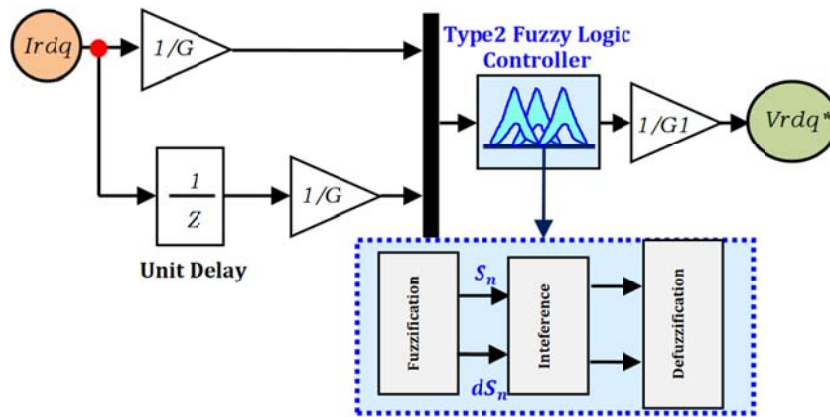 Irdq
1/G
Type2 Fuzzy Logic
Controller
1/G1
Vrdq*
1
Z
1/G
Unit Delay
Fuzzification
Sn
dSn
Inteference
Defuzzification